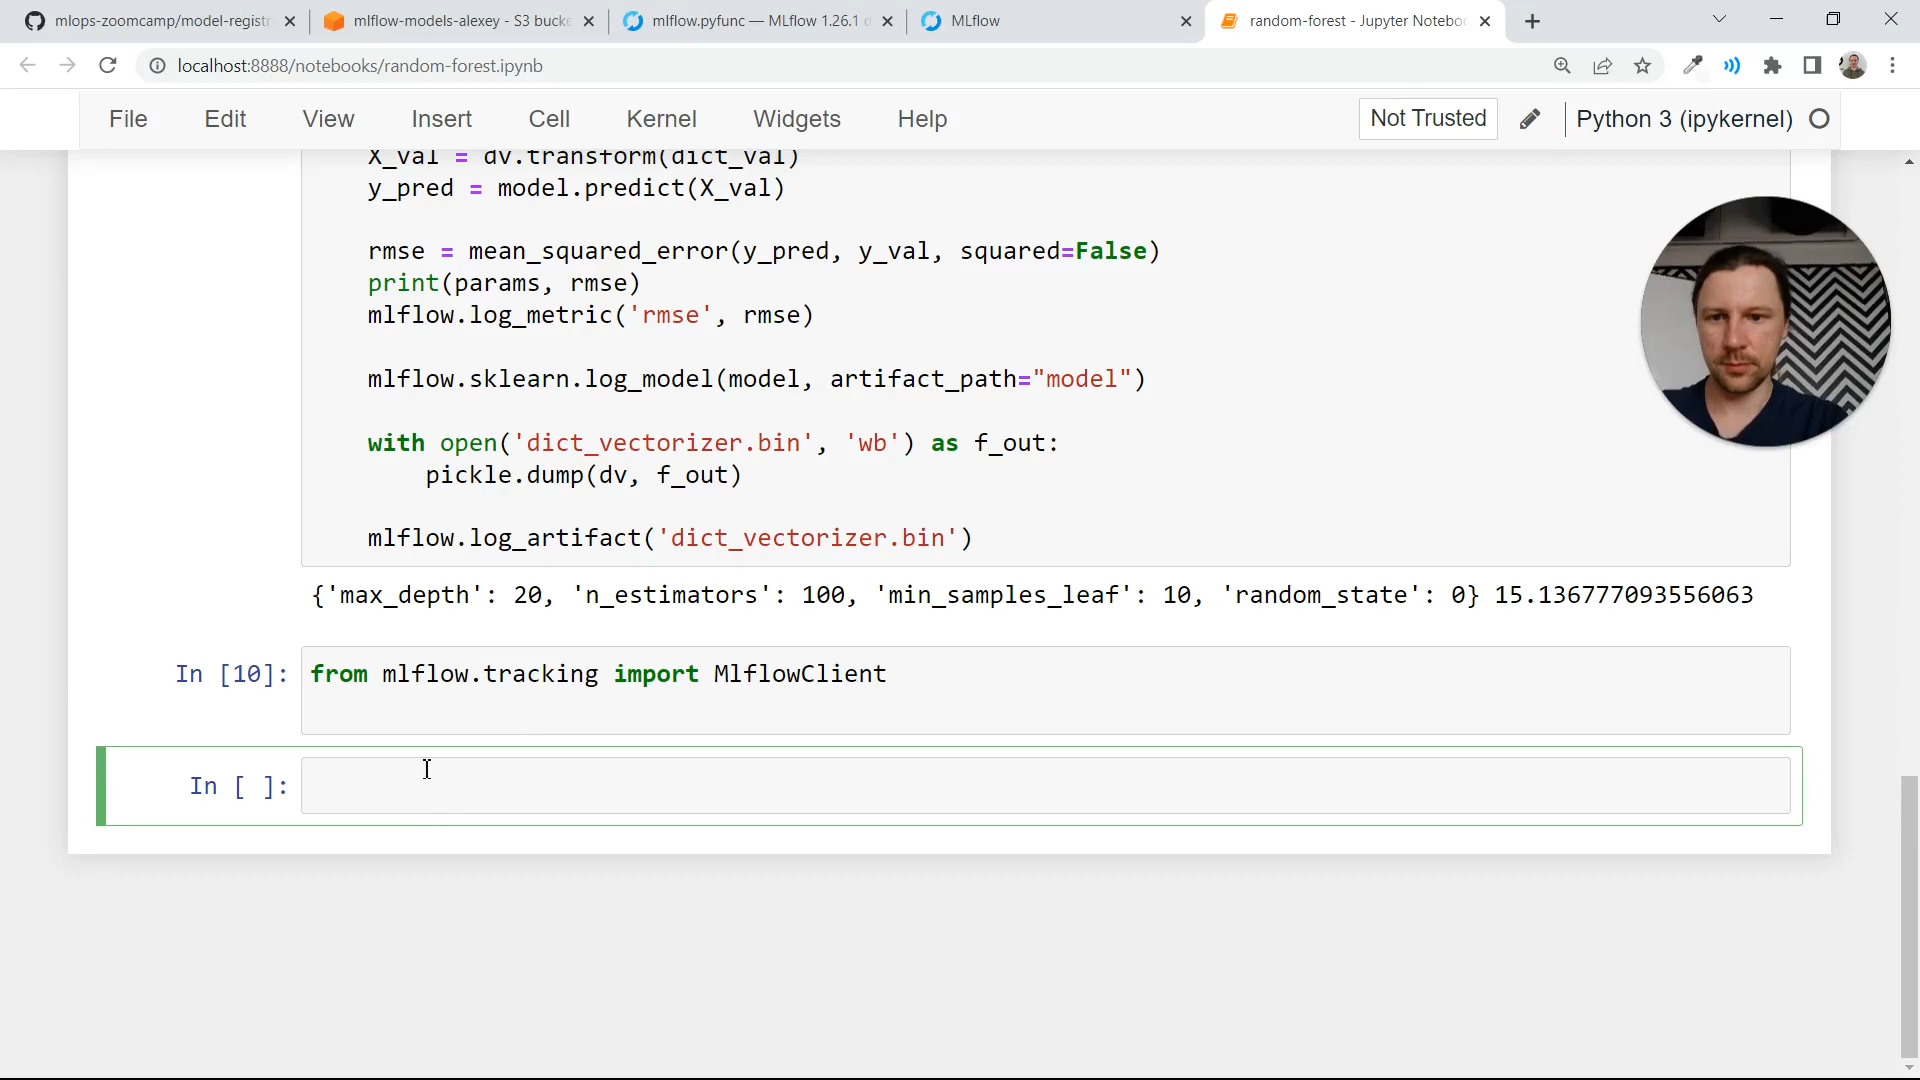 mlops-zoomcamp/model-registr
mlflow-models-alexey - S3 bucke
mlflow.pyfunc — MLflow 1.26.1 d
MLflow
random-forest - Jupyter Noteboo
localhost:8888/notebooks/random-forest.ipynb
File Edit View Insert Cell Kernel Widgets Help
Not Trusted
Python 3 (ipykernel)
X_val = dv.transform(dict_val)
y_pred = model.predict(X_val)
rmse = mean_squared_error(y_pred, y_val, squared=False)
print(params, rmse)
mlflow.log_metric('rmse', rmse)
mlflow.sklearn.log_model(model, artifact_path="model")
with open('dict_vectorizer.bin', 'wb') as f_out:
pickle.dump(dv, f_out)
mlflow.log_artifact('dict_vectorizer.bin')
{'max_depth': 20, 'n_estimators': 100, 'min_samples_leaf': 10, 'random_state': 0} 15.136777093556063
In [10]: from mlflow.tracking import MlflowClient
In [ ]: